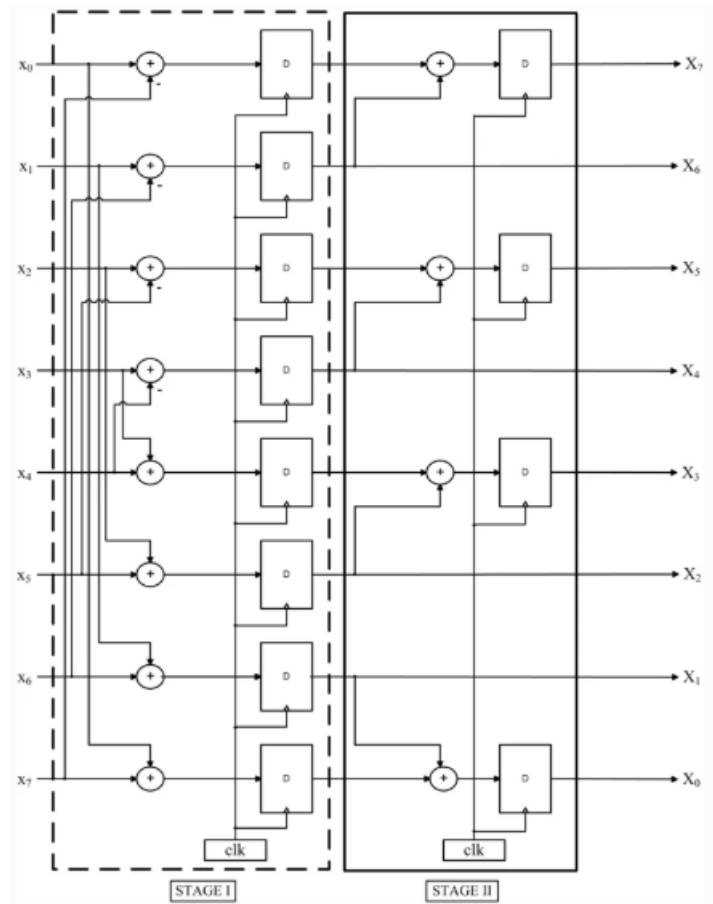 x₀ + - D + D X₇
x₁ + - D X₆
x₂ + - D + D X₅
x₃ + - D X₄
x₄ + D + D X₃
x₅ + D X₂
x₆ + D X₁
x₇ + D + D X₀
clk clk
STAGE I STAGE II